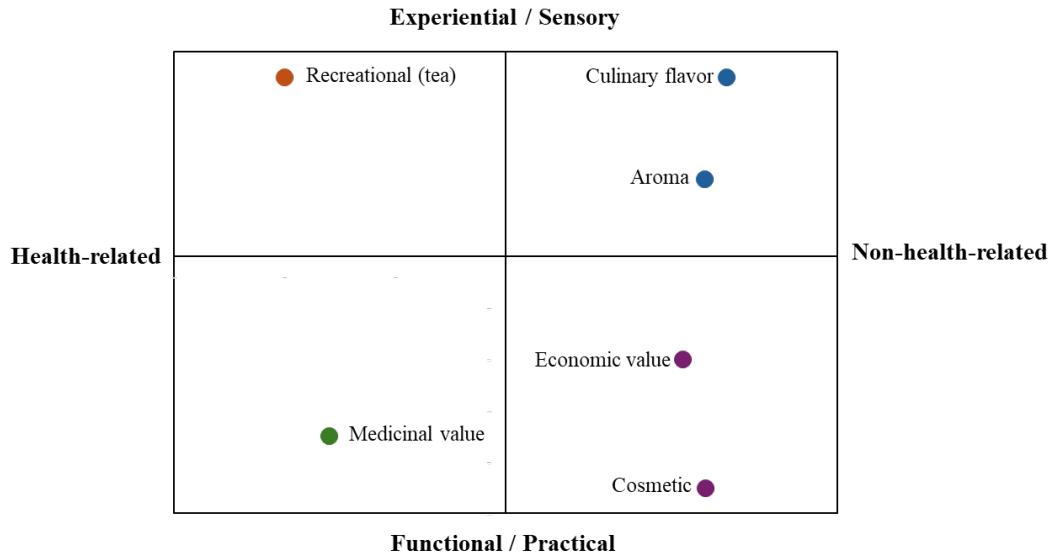 Experiential / Sensory
Recreational (tea)
Culinary flavor
Aroma
Health-related
Non-health-related
Economic value
Medicinal value
Cosmetic
Functional / Practical